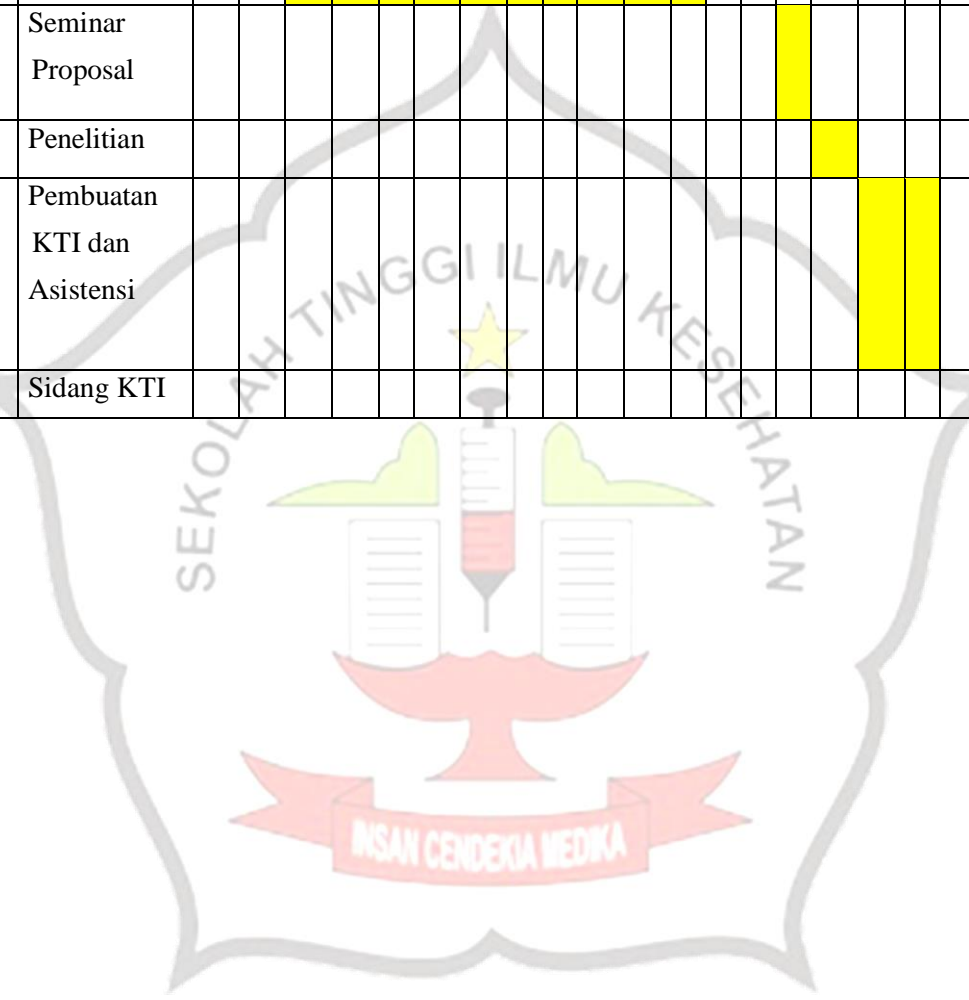 Seminar
Proposal
Penelitian
Pembuatan
KTI dan
Asistensi
Sidang KTI
SEKOLAH TINGGI ILMU KESEHATAN
INSAN CENDEKIA MEDIKA